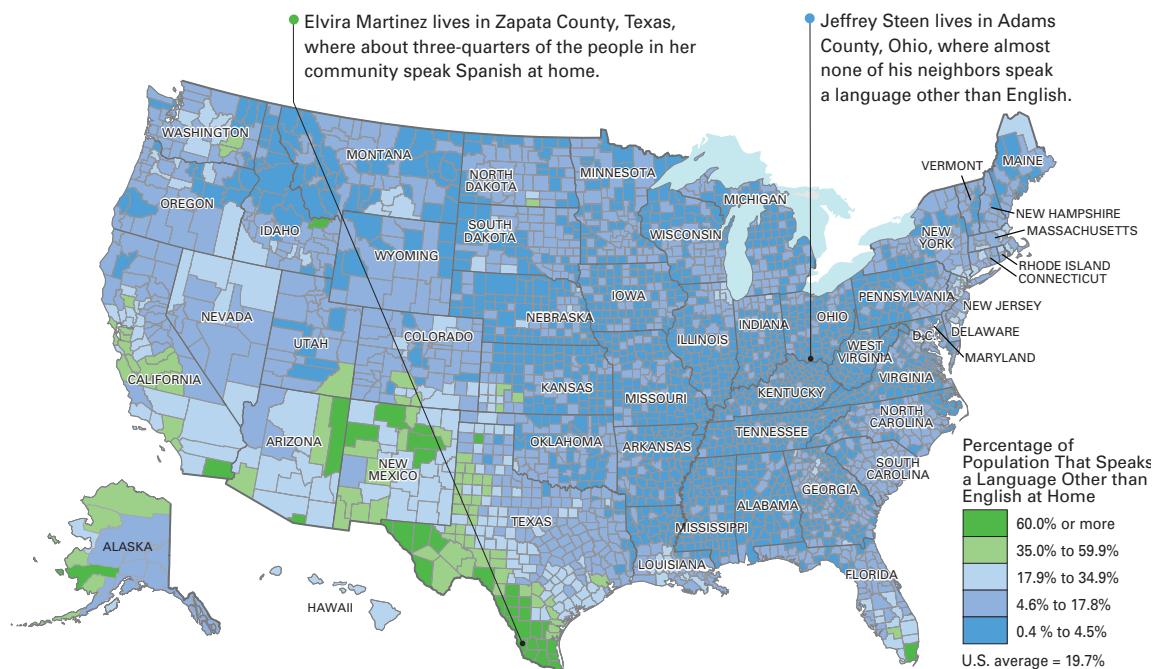 Elvira Martinez lives in Zapata County, Texas,
where about three-quarters of the people in her
community speak Spanish at home.
Jeffrey Steen lives in Adams
County, Ohio, where almost
none of his neighbors speak
a language other than English.
WASHINGTON
MONTANA
NORTH
DAKOTA
MINNESOTA
MICHIGAN
VERMONT
MAINE
OREGON
IDAHO
SOUTH
DAKOTA
WISCONSIN
NEW
YORK
NEW HAMPSHIRE
MASSACHUSETTS
WYOMING
RHODE ISLAND
CONNECTICUT
NEVADA
UTAH
COLORADO
NEBRASKA
IOWA
ILLINOIS
INDIANA
OHIO
PENNSYLVANIA
NEW JERSEY
D.C.
DELAWARE
WEST
VIRGINIA
MARYLAND
CALIFORNIA
KANSAS
MISSOURI
KENTUCKY
VIRGINIA
ARIZONA
NEW
MEXICO
OKLAHOMA
ARKANSAS
TENNESSEE
NORTH
CAROLINA
SOUTH
CAROLINA
TEXAS
MISSISSIPPI
ALABAMA
GEORGIA
LOUISIANA
FLORIDA
ALASKA
HAWAII
Percentage of
Population That Speaks
a Language Other than
English at Home
60.0% or more
35.0% to 59.9%
17.9% to 34.9%
4.6% to 17.8%
0.4 % to 4.5%
U.S. average = 19.7%